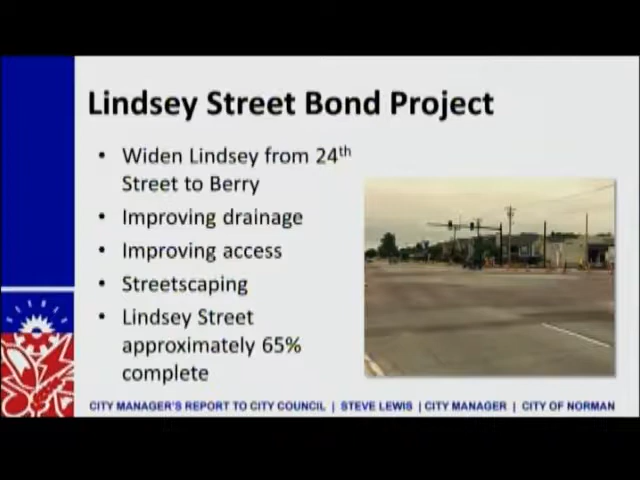 Lindsey Street Bond Project
• Widen Lindsey from 24th
Street to Berry
• Improving drainage
• Improving access
• Streetscaping
• Lindsey Street
approximately 65%
complete
CITY MANAGER'S REPORT TO CITY COUNCIL | STEVE LEWIS | CITY MANAGER | CITY OF NORMAN